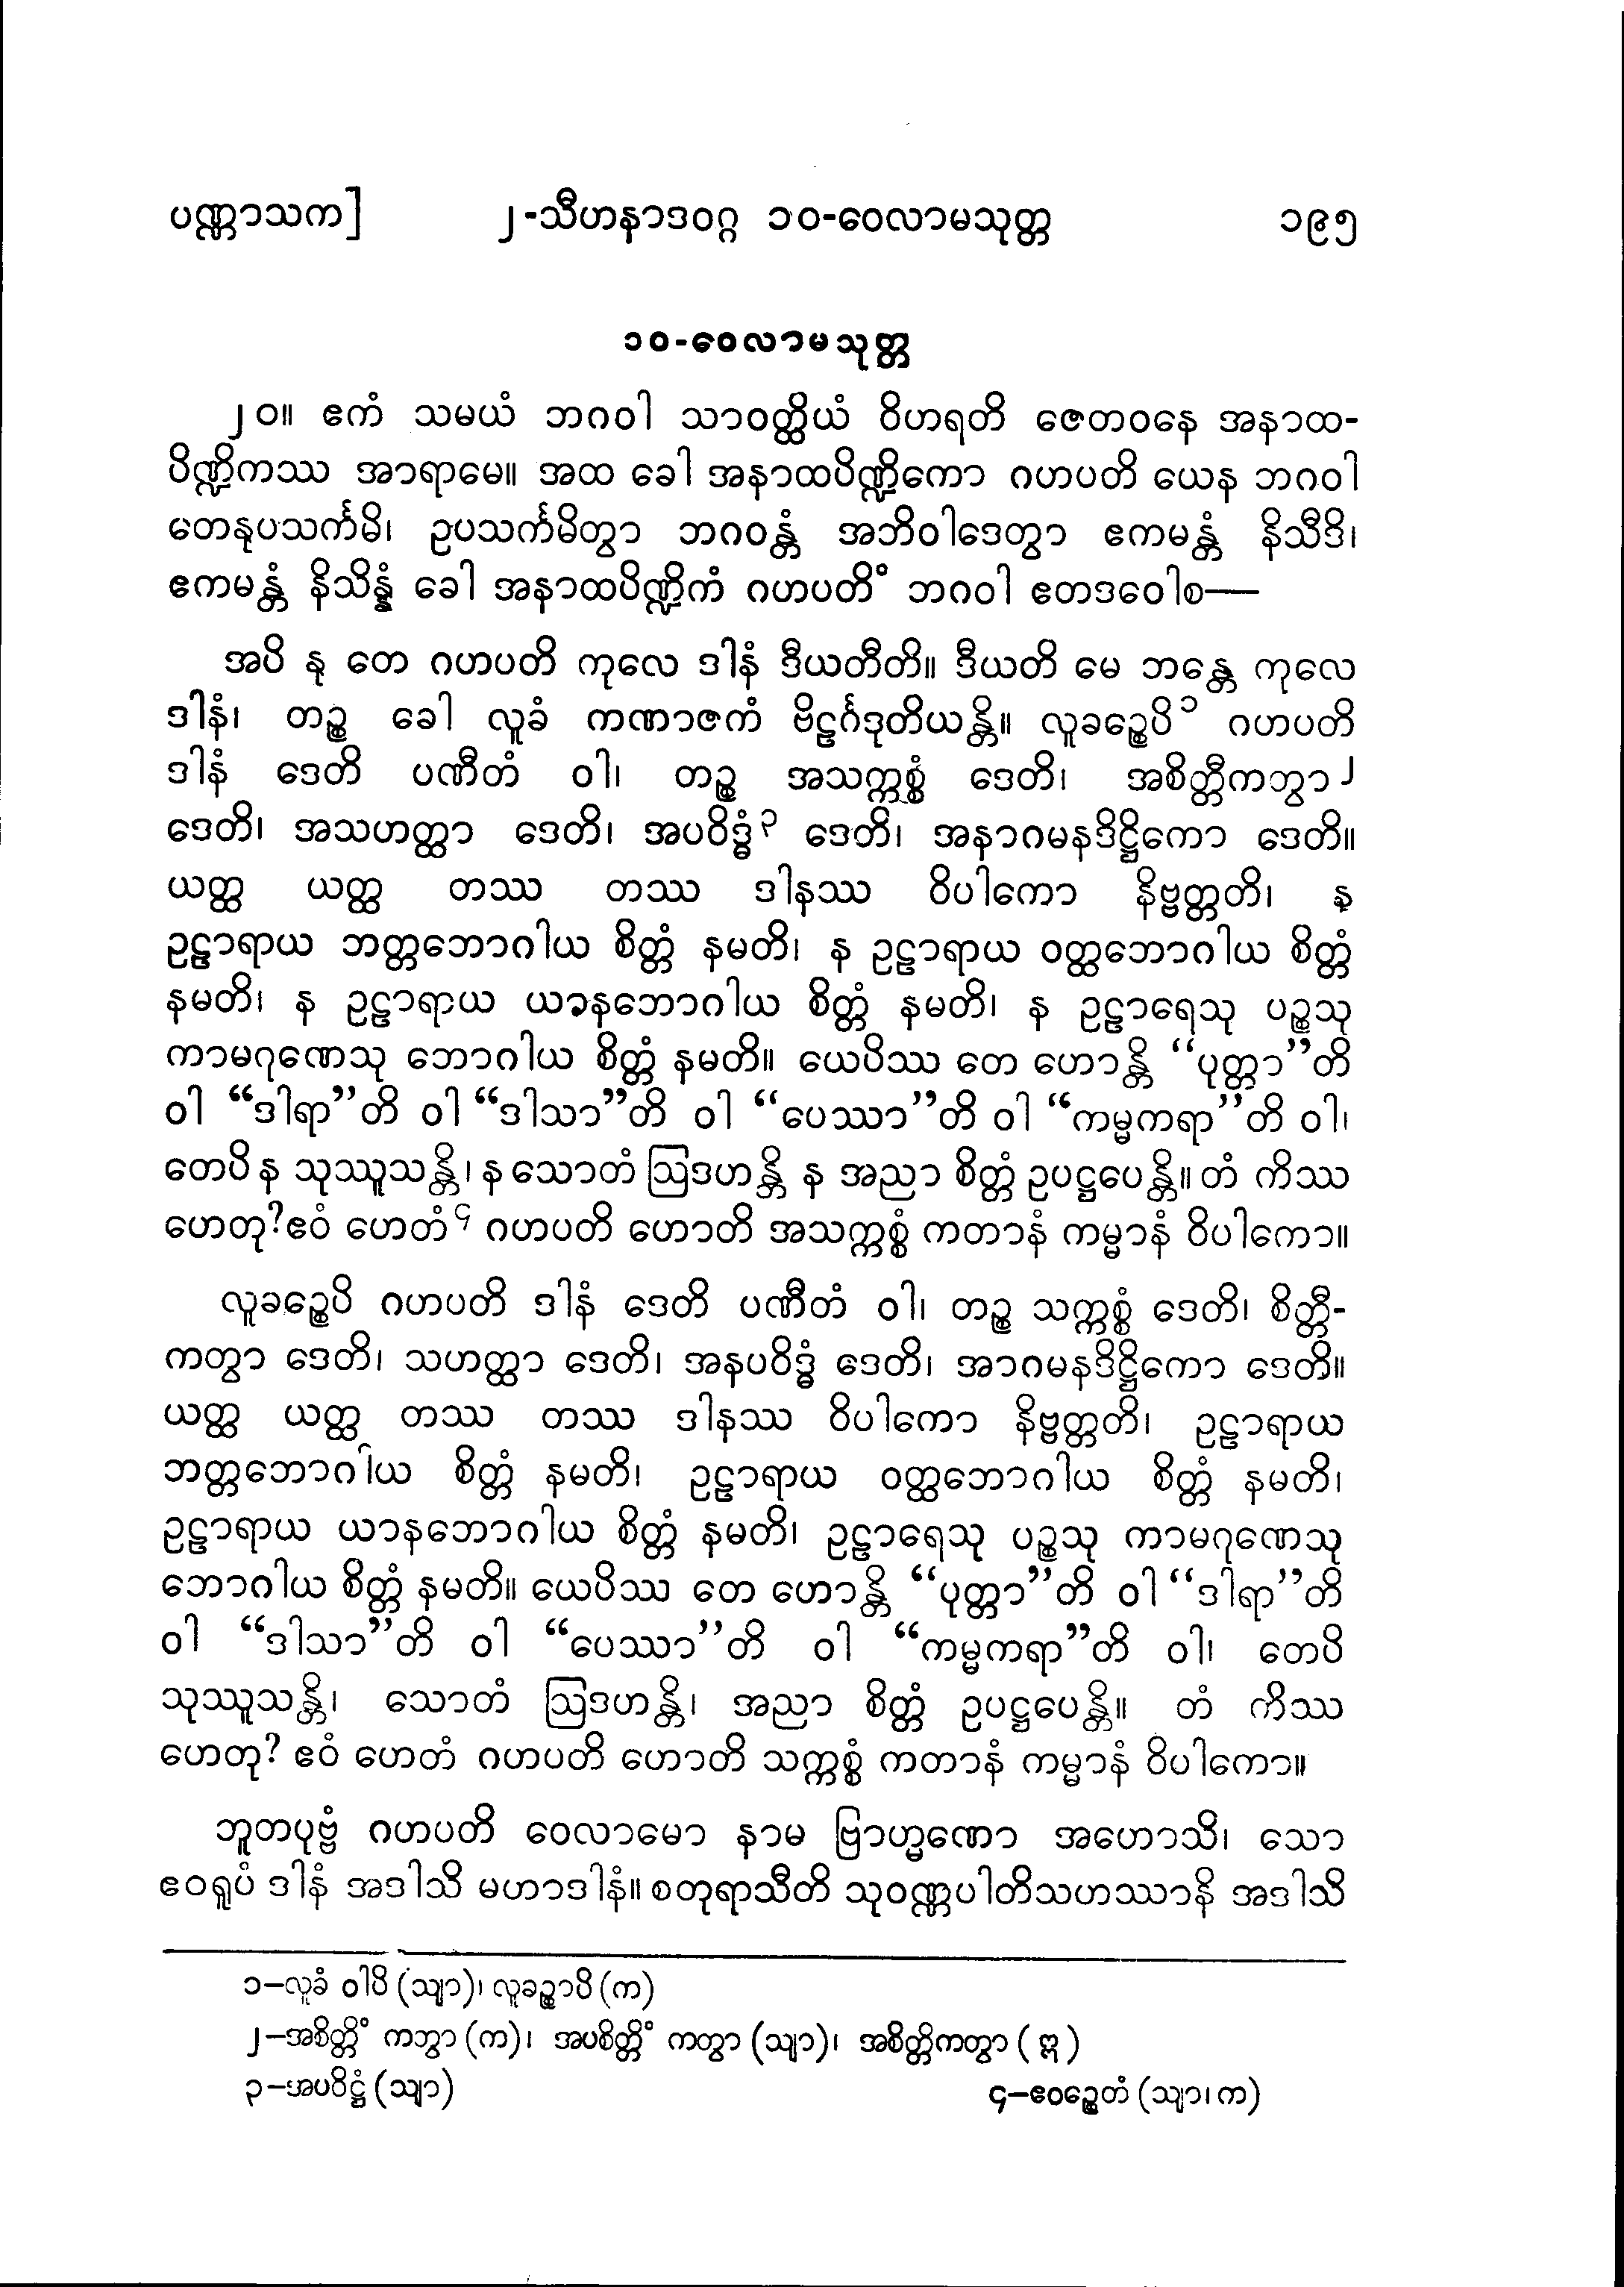 ပဏ္ဏာသက] ၂-သီဟနာဒဝဂ္ဂ ၁၀-ဝေလာမသုတ္တ ၁၉၅
၁၀-ဝေလာမသုတ္တ
၂၀။ ဧကံ သမယံ ဘဂဝါ သာဝတ္ထိယံ ဝိဟရတိ ဇေတဝနေ အနာထ-
ပိဏ္ဍိကဿ အာရာမေ။ အထ ခေါ အနာထပိဏ္ဍိကော ဂဟပတိ ယေန ဘဂဝါ
တေနုပသင်္ကမိ၊ ဥပသင်္ကမိတွာ ဘဂဝန္တံ အဘိဝါဒေတွာ ဧကမန္တံ နိသီဒိ၊
ဧကမန္တံ နိသိန္နံ ခေါ အနာထပိဏ္ဍိကံ ဂဟပတိံ ဘဂဝါ ဧတဒဝေါစ—
အပိ နု တေ ဂဟပတိ ကုလေ ဒါနံ ဒီယတီတိ။ ဒီယတိ မေ ဘန္တေ ကုလေ
ဒါနံ၊ တဉ္စ ခေါ လူခံ ကဏာဇကံ ဗိဠင်္ဂဒုတိယန္တိ။ လူခဉ္စေပိ၁ ဂဟပတိ
ဒါနံ ဒေတိ ပဏီတံ ဝါ၊ တဉ္စ အသက္ကစ္စံ ဒေတိ၊ အစိတ္တီကတွာ၂
ဒေတိ၊ အသဟတ္ထာ ဒေတိ၊ အပဝိဒ္ဓံ၃ ဒေတိ၊ အနာဂမနဒိဋ္ဌိကော ဒေတိ။
ယတ္ထ ယတ္ထ တဿ တဿ ဒါနဿ ဝိပါကော နိဗ္ဗတ္တတိ၊ န
ဥဠာရာယ ဘတ္တဘောဂါယ စိတ္တံ နမတိ၊ န ဥဠာရာယ ဝတ္ထဘောဂါယ စိတ္တံ
နမတိ၊ န ဥဠာရာယ ယာနဘောဂါယ စိတ္တံ နမတိ၊ န ဥဠာရေသု ပဉ္စသု
ကာမဂုဏေသု ဘောဂါယ စိတ္တံ နမတိ။ ယေပိဿ တေ ဟောန္တိ “ပုတ္တာ”တိ
ဝါ “ဒါရာ”တိ ဝါ “ဒါသာ”တိ ဝါ “ပေဿာ”တိ ဝါ “ကမ္မကရာ”တိ ဝါ၊
တေပိ န သုဿူသန္တိ၊ န သောတံ ဩဒဟန္တိ န အညာ စိတ္တံ ဥပဋ္ဌပေန္တိ။ တံ ကိဿ
ဟေတု? ဧဝံ ဟေတံ၄ ဂဟပတိ ဟောတိ အသက္ကစ္စံ ကတာနံ ကမ္မာနံ ဝိပါကော။
လူခဉ္စေပိ ဂဟပတိ ဒါနံ ဒေတိ ပဏီတံ ဝါ၊ တဉ္စ သက္ကစ္စံ ဒေတိ၊ စိတ္တီ-
ကတွာ ဒေတိ၊ သဟတ္ထာ ဒေတိ၊ အနပဝိဒ္ဓံ ဒေတိ၊ အာဂမနဒိဋ္ဌိကော ဒေတိ။
ယတ္ထ ယတ္ထ တဿ တဿ ဒါနဿ ဝိပါကော နိဗ္ဗတ္တတိ၊ ဥဠာရာယ
ဘတ္တဘောဂါယ စိတ္တံ နမတိ၊ ဥဠာရာယ ဝတ္ထဘောဂါယ စိတ္တံ နမတိ၊
ဥဠာရာယ ယာနဘောဂါယ စိတ္တံ နမတိ၊ ဥဠာရေသု ပဉ္စသု ကာမဂုဏေသု
ဘောဂါယ စိတ္တံ နမတိ။ ယေပိဿ တေ ဟောန္တိ “ပုတ္တာ”တိ ဝါ “ဒါရာ”တိ
ဝါ “ဒါသာ”တိ ဝါ “ပေဿာ”တိ ဝါ “ကမ္မကရာ”တိ ဝါ၊ တေပိ
သုဿူသန္တိ၊ သောတံ ဩဒဟန္တိ၊ အညာ စိတ္တံ ဥပဋ္ဌပေန္တိ။ တံ ကိဿ
ဟေတု? ဧဝံ ဟေတံ ဂဟပတိ ဟောတိ သက္ကစ္စံ ကတာနံ ကမ္မာနံ ဝိပါကော။
ဘူတပုဗ္ဗံ ဂဟပတိ ဝေလာမော နာမ ဗြာဟ္မဏော အဟောသိ၊ သော
ဧဝရူပံ ဒါနံ အဒါသိ မဟာဒါနံ။ စတုရာသီတိ သုဝဏ္ဏပါတိသဟဿာနိ အဒါသိ
၁–လူခံ ဝါပိ (သျာ)၊ လူခဉ္စာပိ (က)
၂–အစိတ္တိံ ကတွာ (က)၊ အပစိတ္တိံ ကတွာ (သျာ)၊ အစိတ္တိကတွာ (ဣ)
၃–အပဝိဋ္ဌံ (သျာ) ၄–ဧဝဉ္စေတံ (သျာ၊ က)